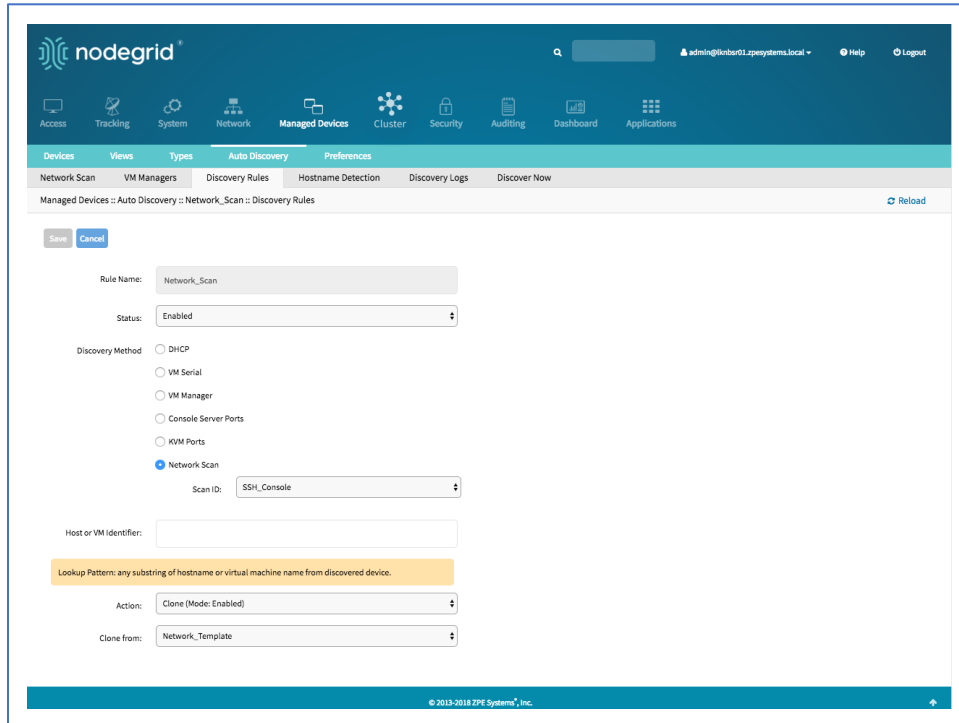 nodegrid®
admin@lknbsr01.zpesystems.local Help Logout
Access Tracking System Network Managed Devices Cluster Security Auditing Dashboard Applications
Devices Views Types Auto Discovery Preferences
Network Scan VM Managers Discovery Rules Hostname Detection Discovery Logs Discover Now
Managed Devices :: Auto Discovery :: Network_Scan :: Discovery Rules Reload
Save Cancel
Rule Name: Network_Scan
Status: Enabled
Discovery Method DHCP
VM Serial
VM Manager
Console Server Ports
KVM Ports
Network Scan
Scan ID: SSH_Console
Host or VM Identifier:
Lookup Pattern: any substring of hostname or virtual machine name from discovered device.
Action: Clone (Mode: Enabled)
Clone from: Network_Template
© 2013-2018 ZPE Systems®, Inc.